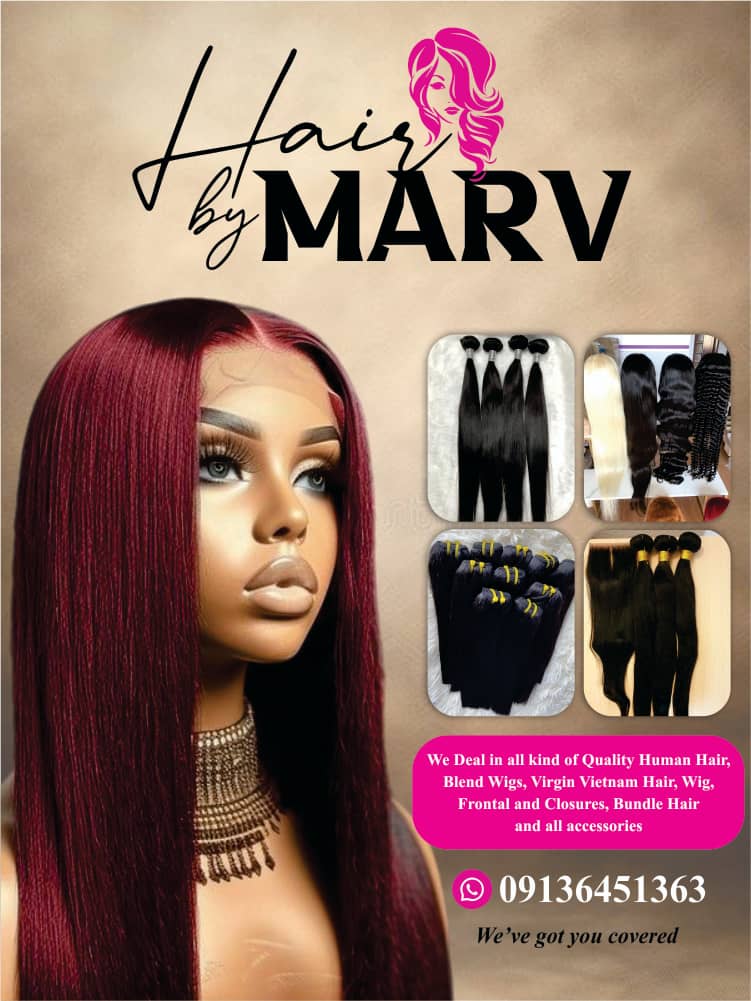 Hair
by MARV
We Deal in all kind of Quality Human Hair,
Blend Wigs, Virgin Vietnam Hair, Wig,
Frontal and Closures, Bundle Hair
and all accessories
09136451363
We've got you covered